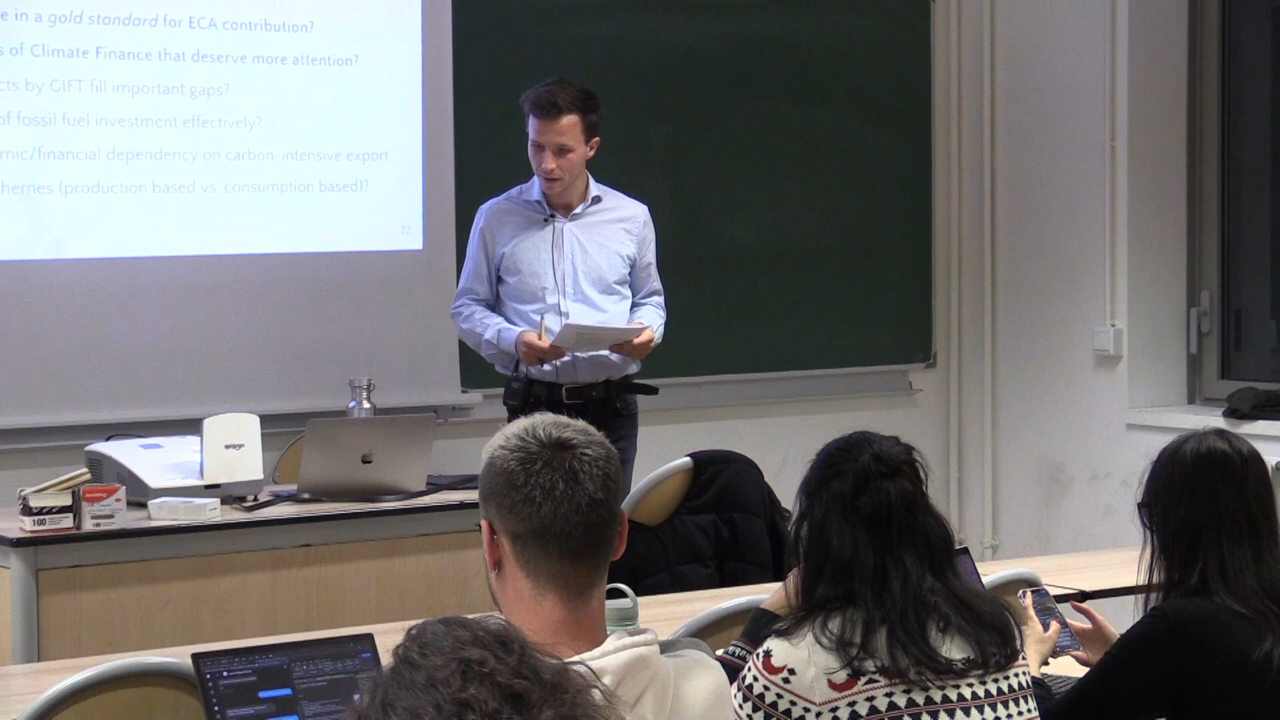 e in a gold standard for ECA contribution?
s of Climate Finance that deserve more attention?
cts by GIFT fill important gaps?
of fossil fuel investment effectively?
mic/financial dependency on carbon-intensive export
hemes (production based vs. consumption based)?
22
100